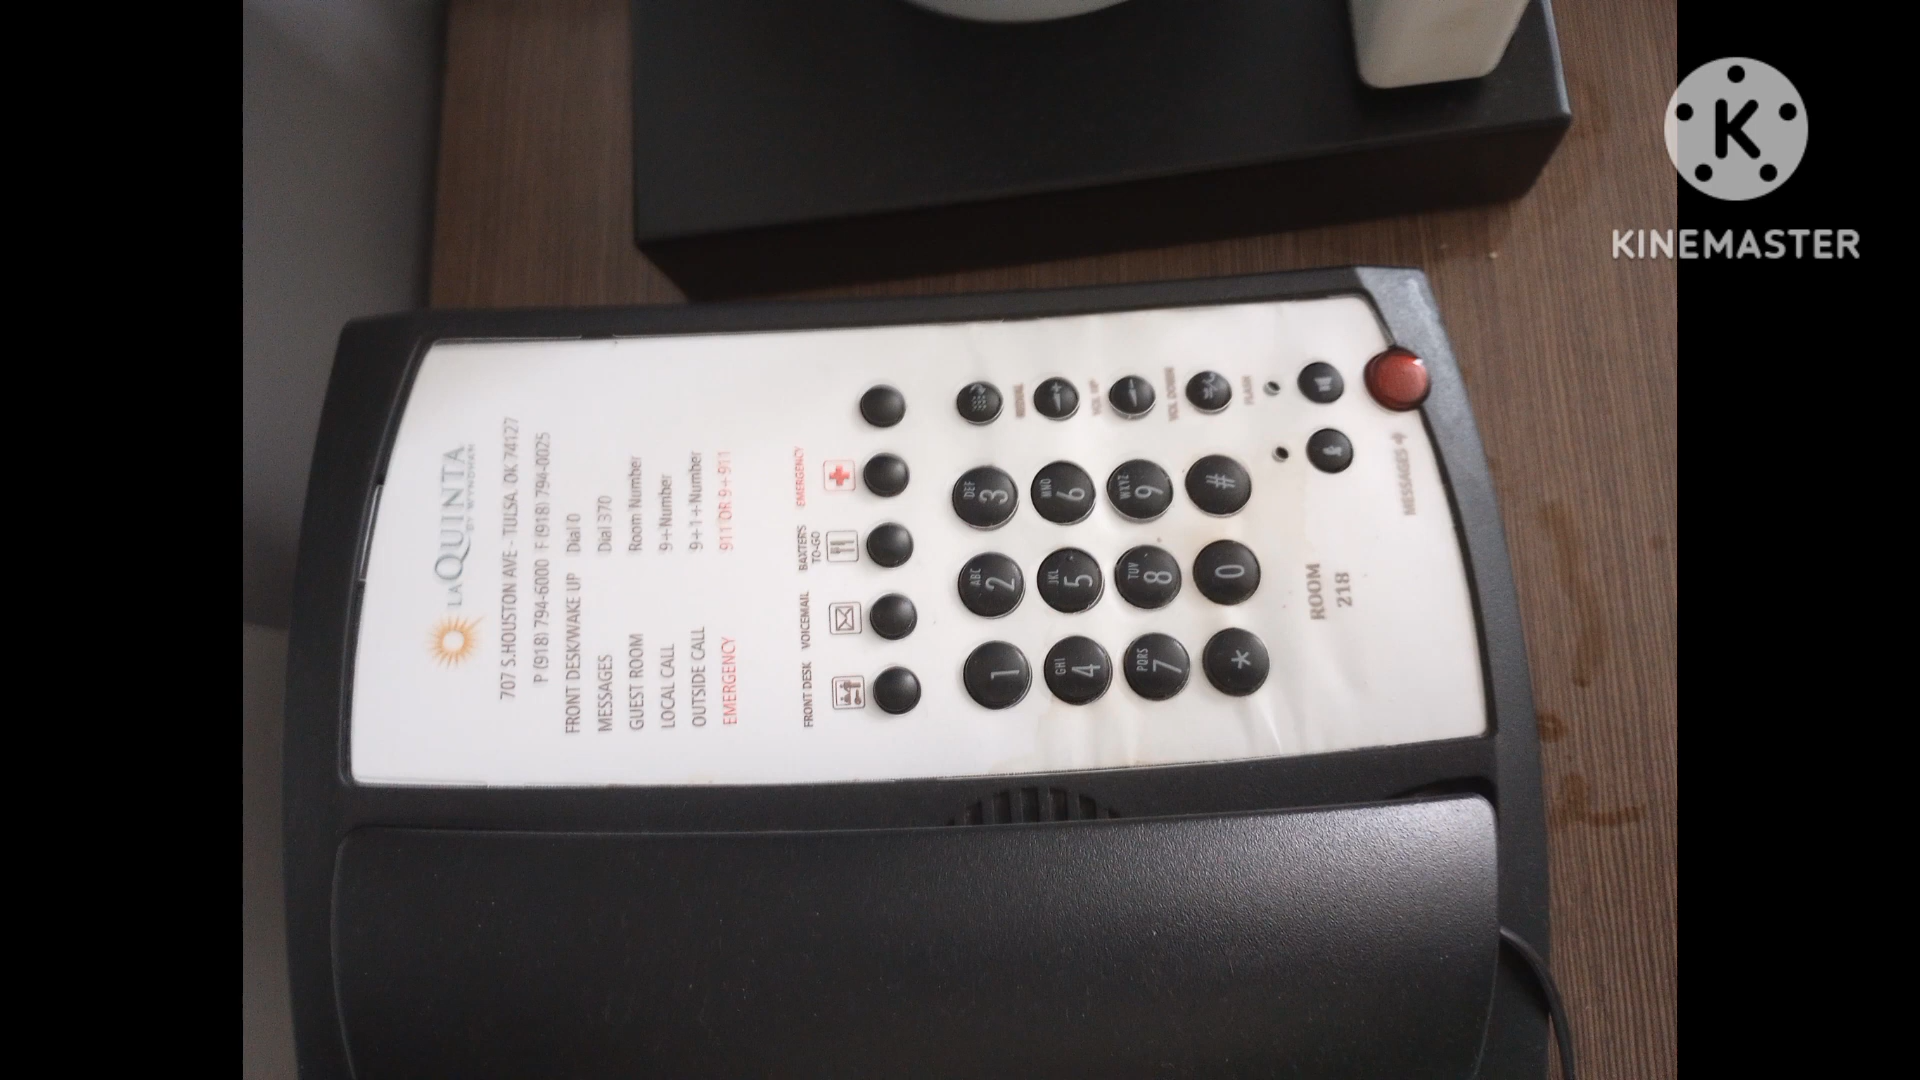 LAQUINTA
BY WYNDHAM
707 S.HOUSTON AVE - TULSA, OK 74127
P (918) 794-6000 F (918) 794-0025
FRONT DESK/WAKE UP Dial 0
MESSAGES Dial 370
GUEST ROOM Room Number
LOCAL CALL 9+Number
OUTSIDE CALL 9+1+Number
EMERGENCY 911 OR 9+911
FRONT DESK
VOICEMAIL
BAXTER'S
TO-GO
EMERGENCY
1
ABC 2
DEF 3
REDIAL
GHI 4
JKL 5
MNO 6
VOL UP
PQRS 7
TUV 8
WXYZ 9
VOL DOWN
*
0
#
FLASH
ROOM
218
MESSAGES
K
KINEMASTER